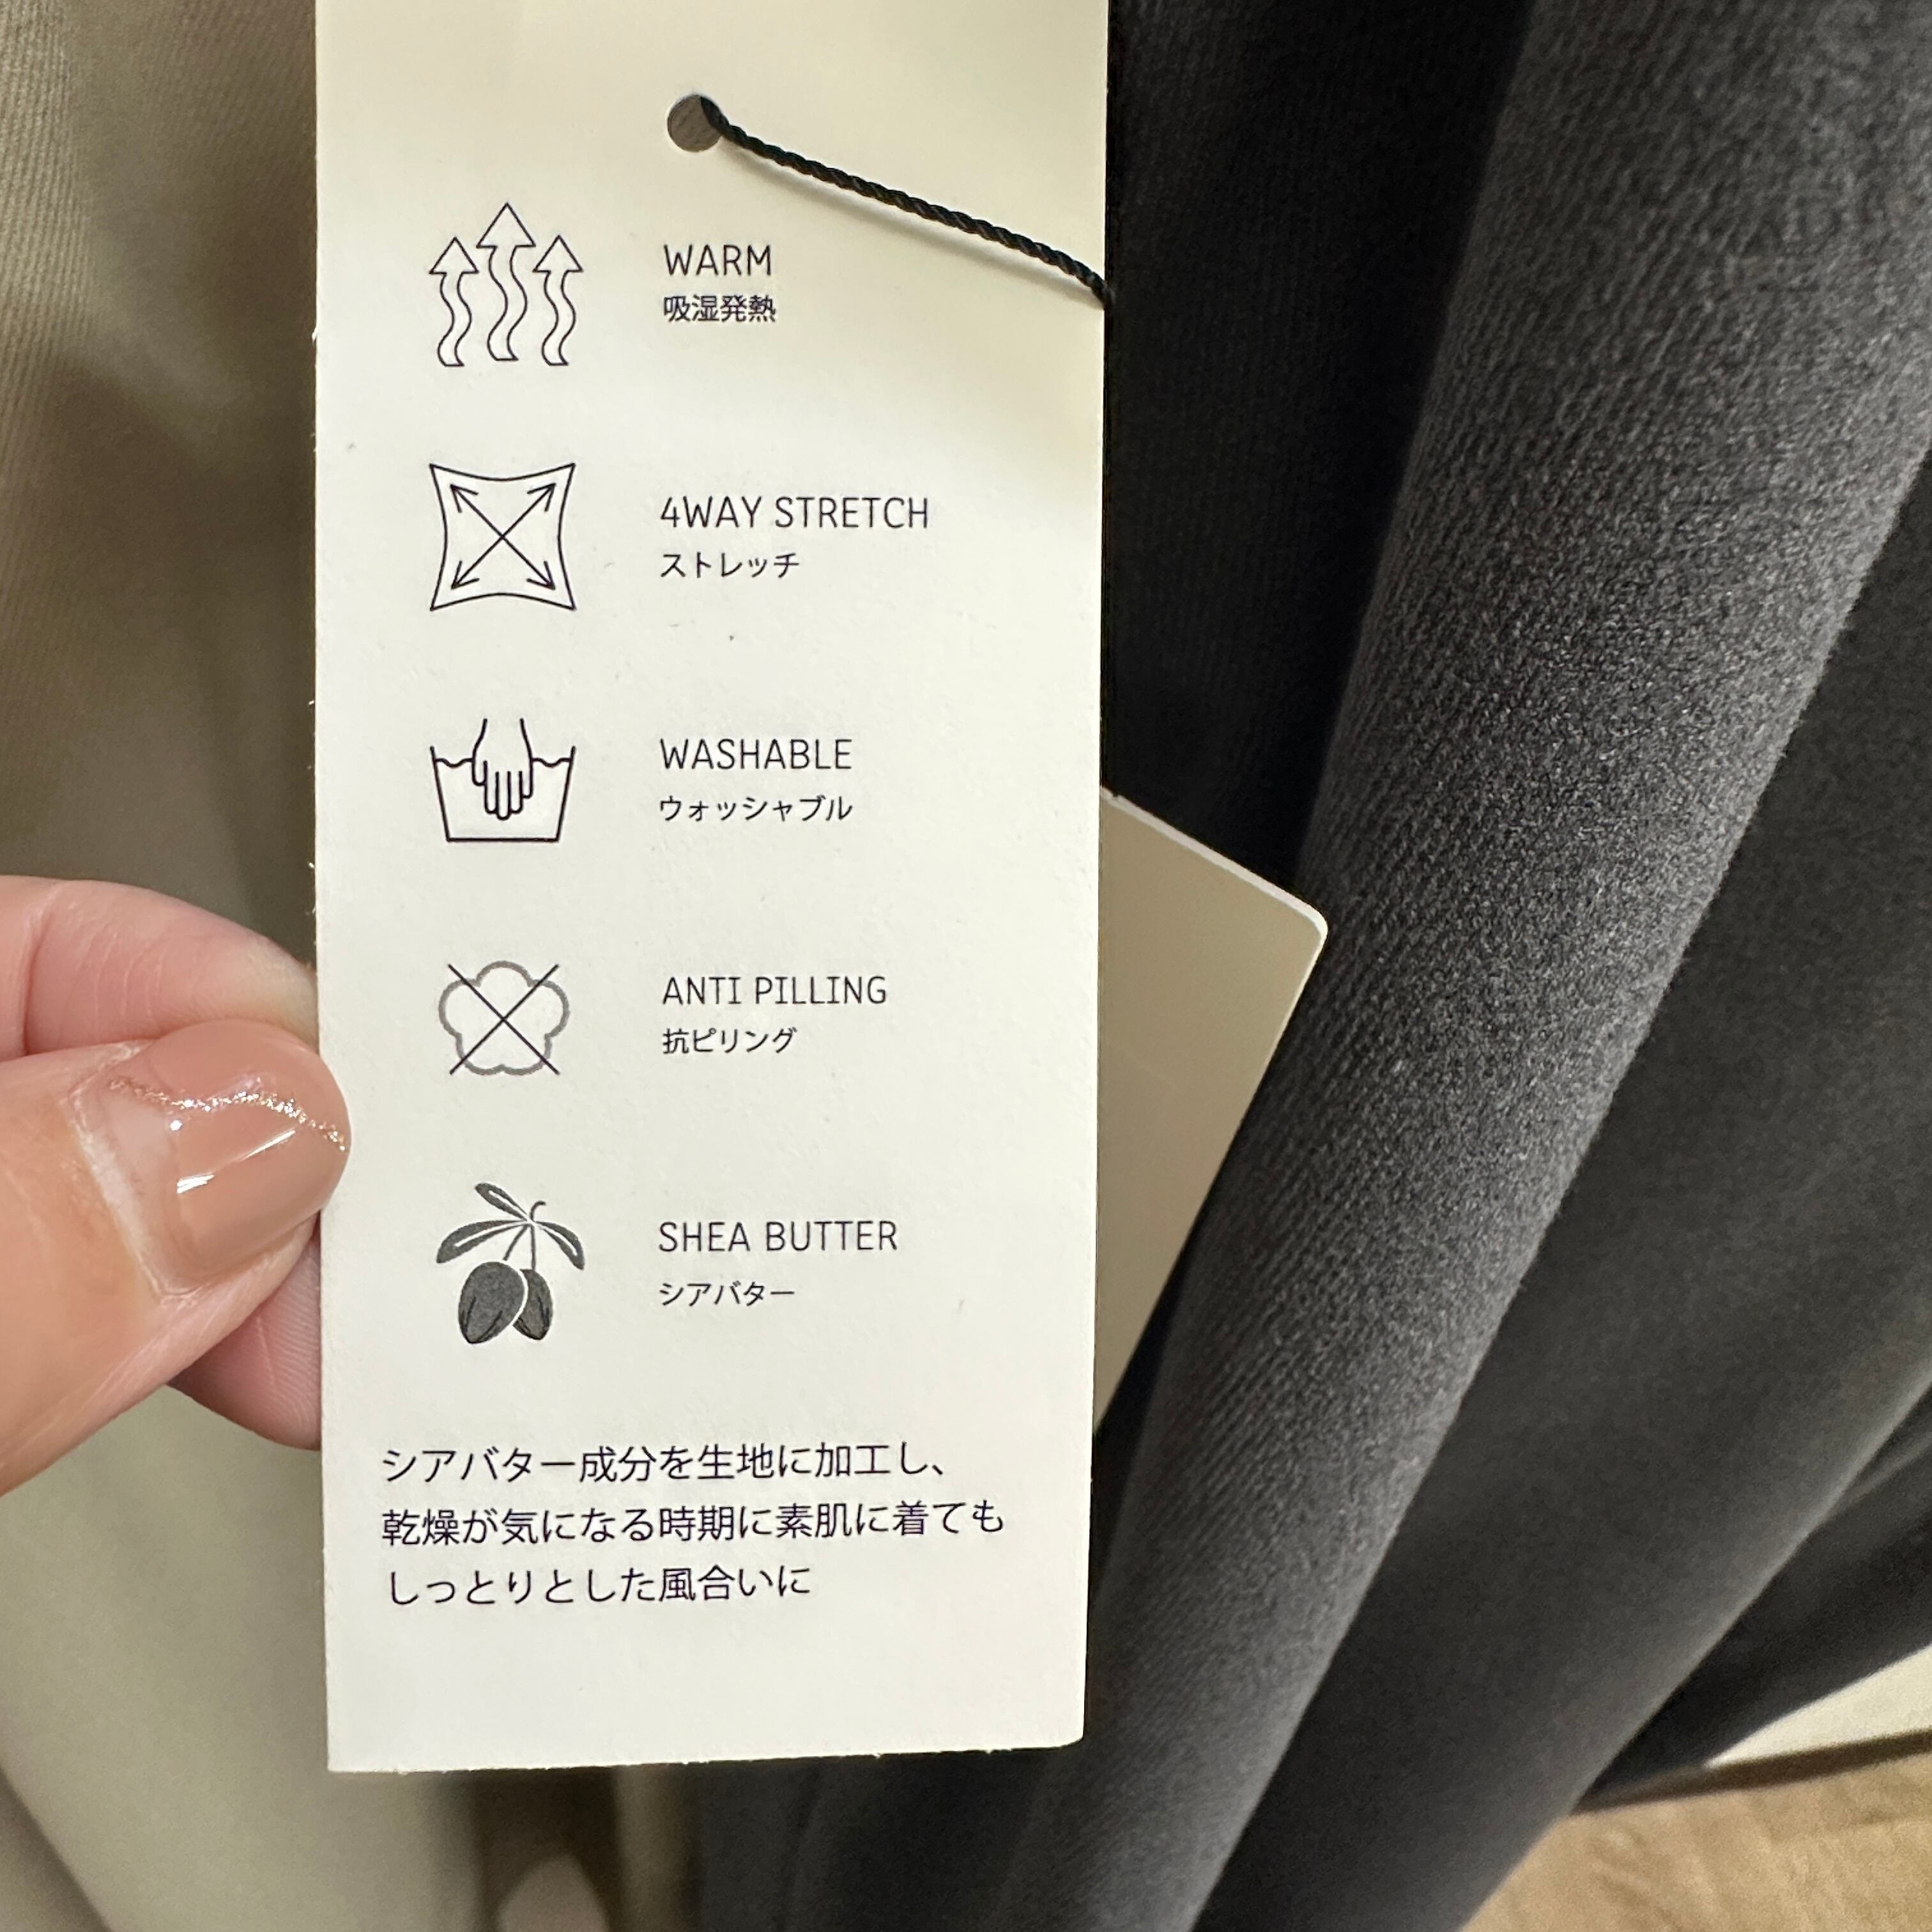 WARM
吸湿発熱
4WAY STRETCH
ストレッチ
WASHABLE
ウォッシャブル
ANTI PILLING
抗ピリング
SHEA BUTTER
シアバター
シアバター成分を生地に加工し、
乾燥が気になる時期に素肌に着ても
しっとりとした風合いに